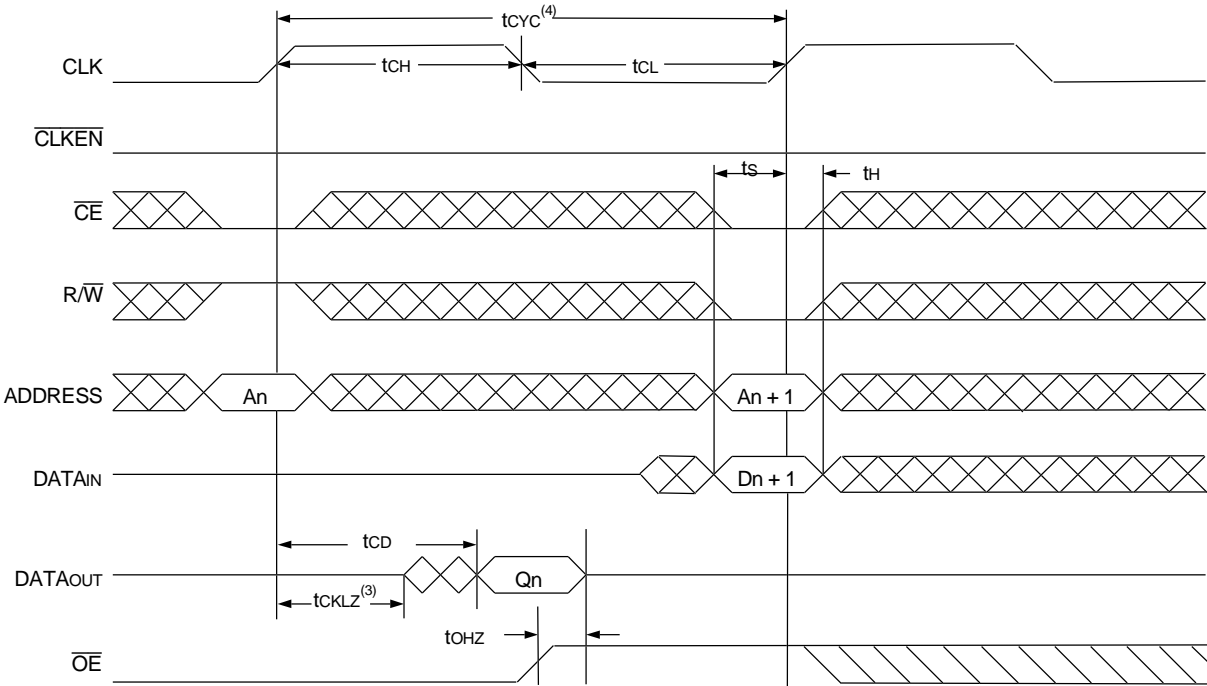 tCYC(4)
CLK
tCH
tCL
CLKEN
tS
tH
CE
R/W
ADDRESS
An
An + 1
DATAIN
Dn + 1
tCD
DATAOUT
Qn
tCKLZ(3)
tOHZ
OE